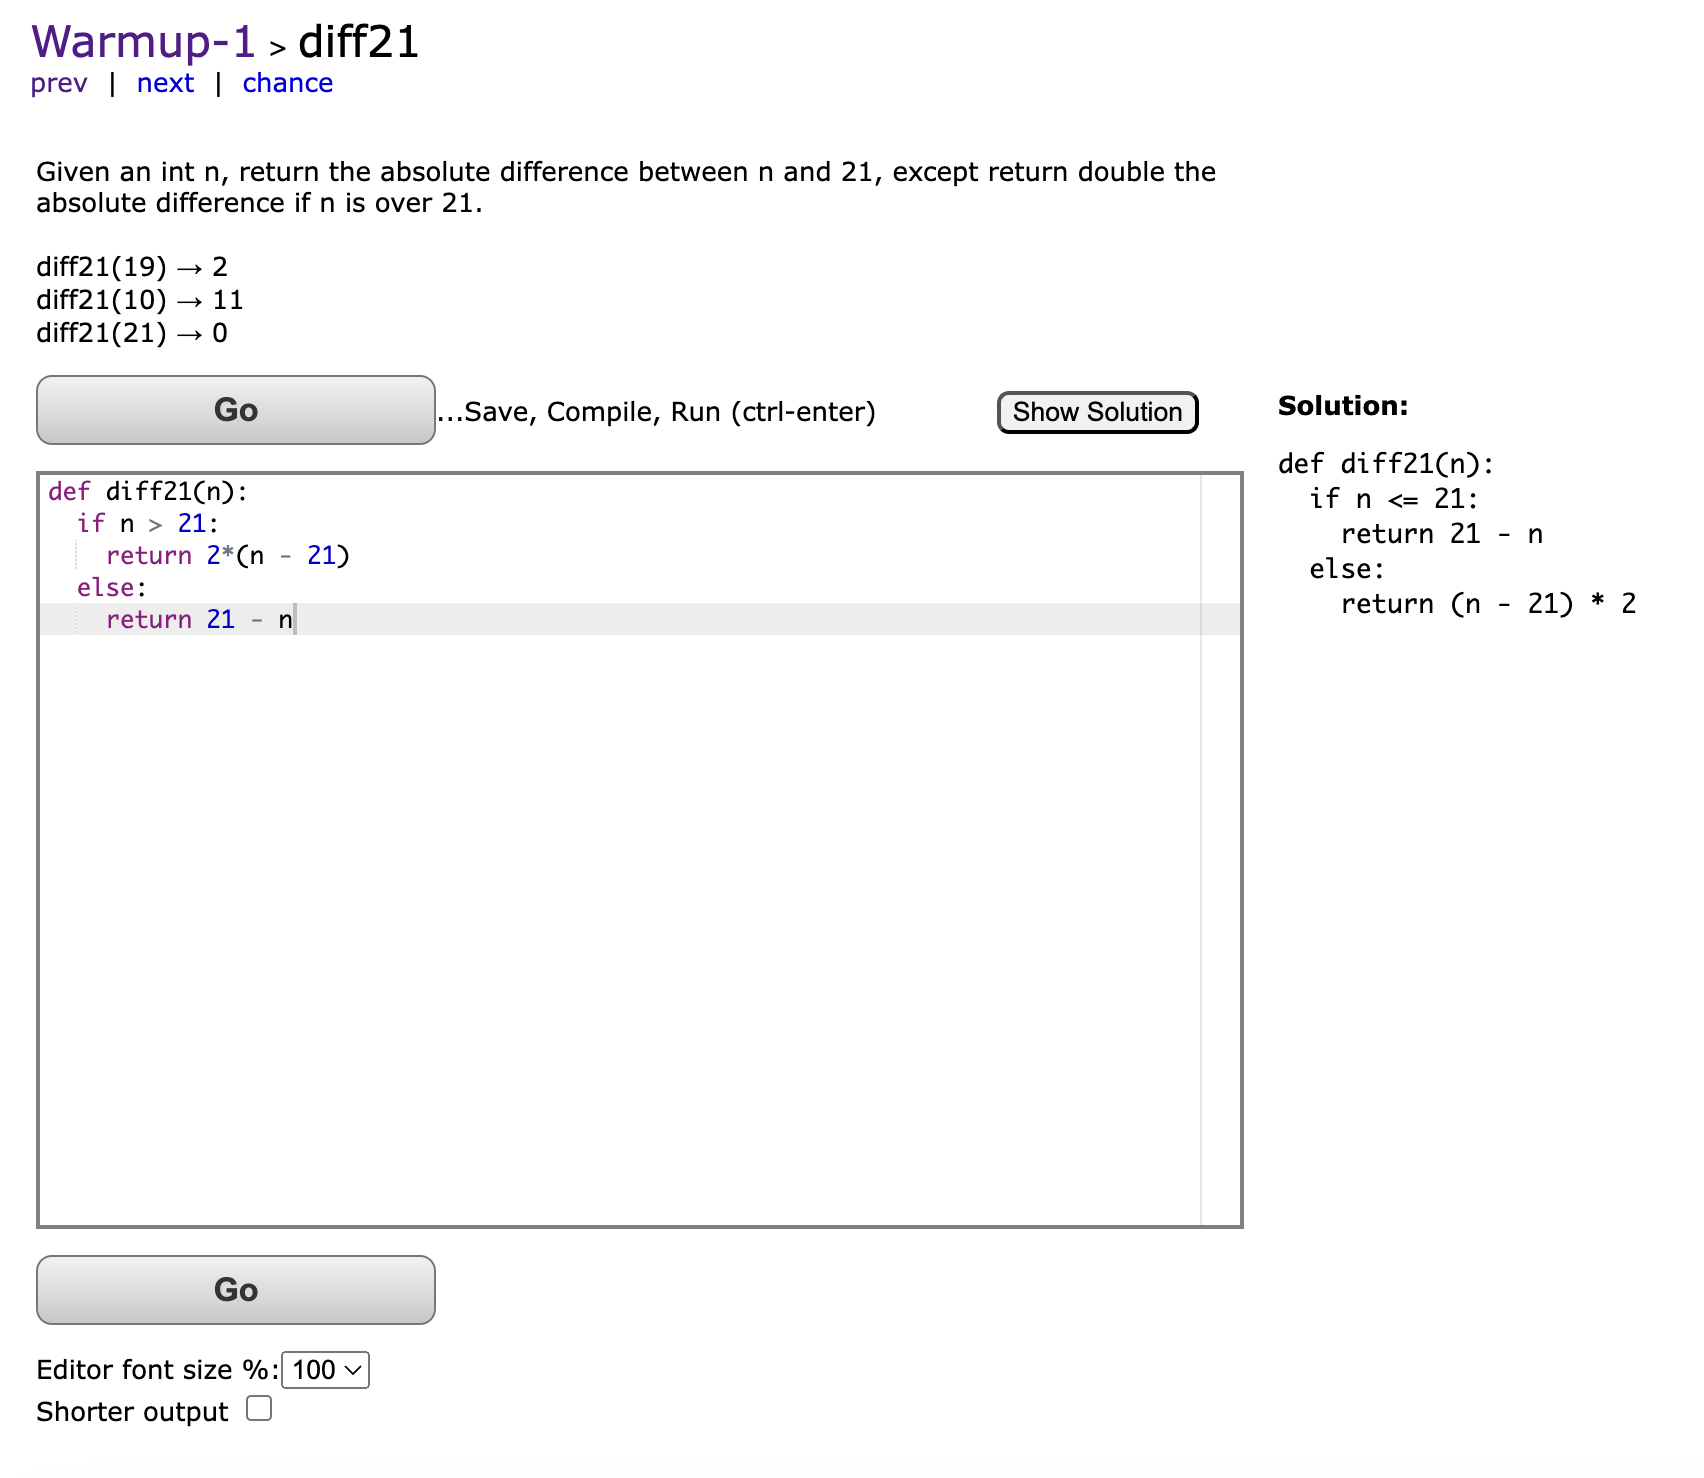 Warmup-1 > diff21
prev | next | chance
Given an int n, return the absolute difference between n and 21, except return double the
absolute difference if n is over 21.
diff21(19) → 2
diff21(10) → 11
diff21(21) → 0
Go ...Save, Compile, Run (ctrl-enter) Show Solution
def diff21(n):
  if n > 21:
    return 2*(n - 21)
  else:
    return 21 - n
Solution:
def diff21(n):
  if n <= 21:
    return 21 - n
  else:
    return (n - 21) * 2
Go
Editor font size %: 100
Shorter output